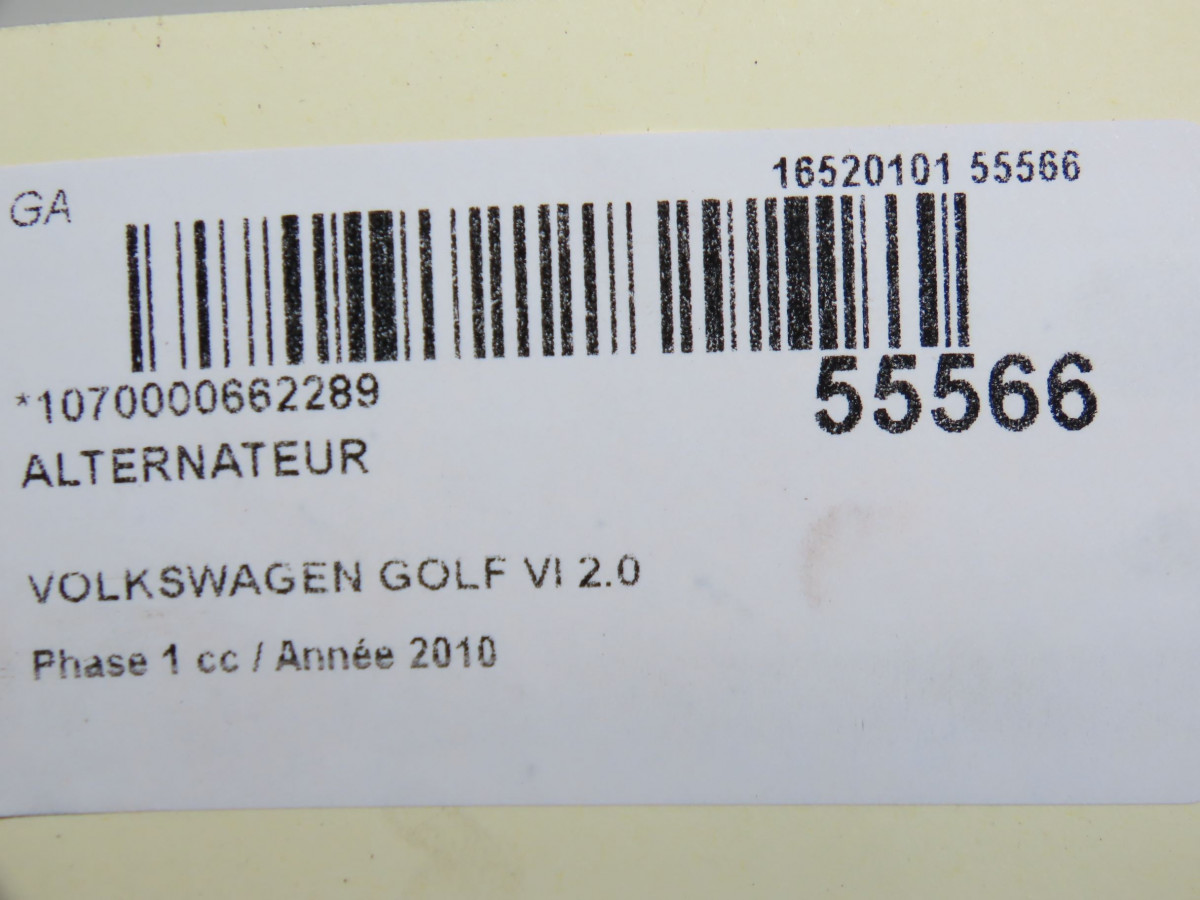 16520101 55566
GA
*1070000662289
55566
ALTERNATEUR
VOLKSWAGEN GOLF VI 2.0
Phase 1 cc / Année 2010